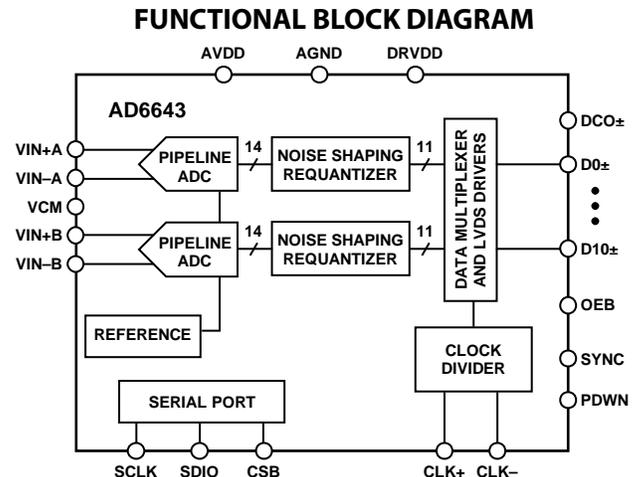 FUNCTIONAL BLOCK DIAGRAM
AVDD AGND DRVDD
AD6643
DCO±
VIN+A
PIPELINE
ADC
14
NOISE SHAPING
REQUANTIZER
11
DATA MULTIPLEXER
AND LVDS DRIVERS
D0±
VIN–A
VCM
VIN+B
PIPELINE
ADC
14
NOISE SHAPING
REQUANTIZER
11
D10±
VIN–B
REFERENCE
OEB
CLOCK
DIVIDER
SYNC
SERIAL PORT
PDWN
SCLK SDIO CSB CLK+ CLK–